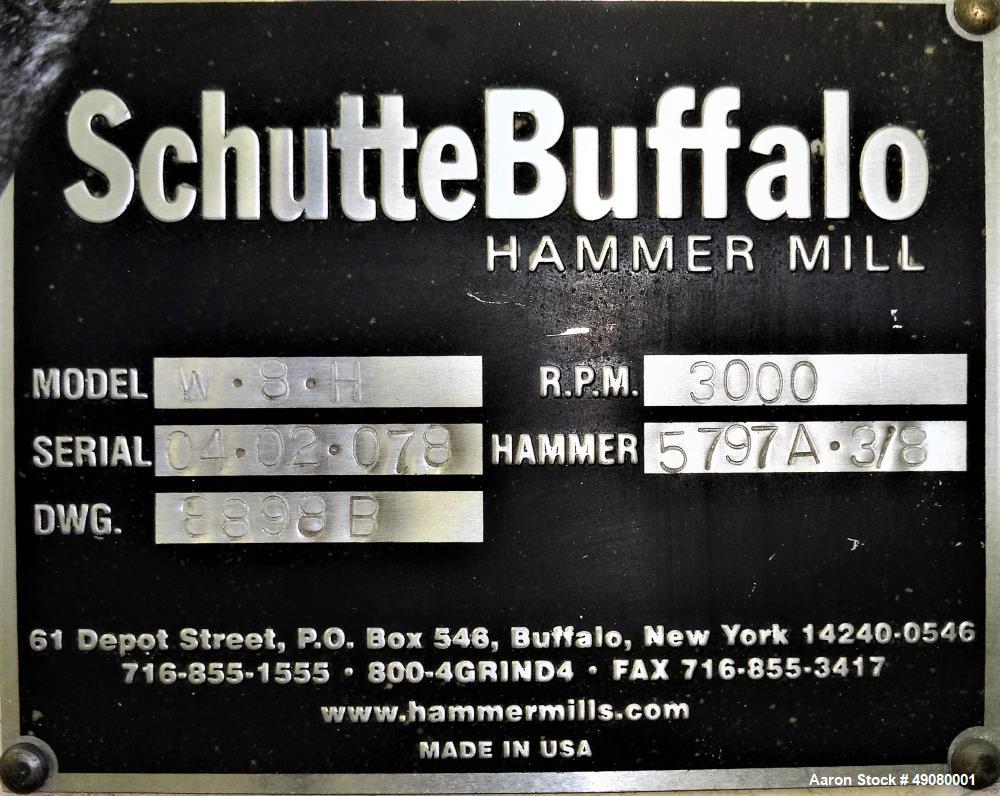 SchutteBuffalo
HAMMER MILL
MODEL W·8·H R.P.M. 3000
SERIAL 04·02·078 HAMMER 5797A·3/8
DWG. 8898B
61 Depot Street, P.O. Box 546, Buffalo, New York 14240-0546
716-855-1555 · 800-4GRIND4 · FAX 716-855-3417
www.hammermills.com
MADE IN USA
Aaron Stock # 49080001